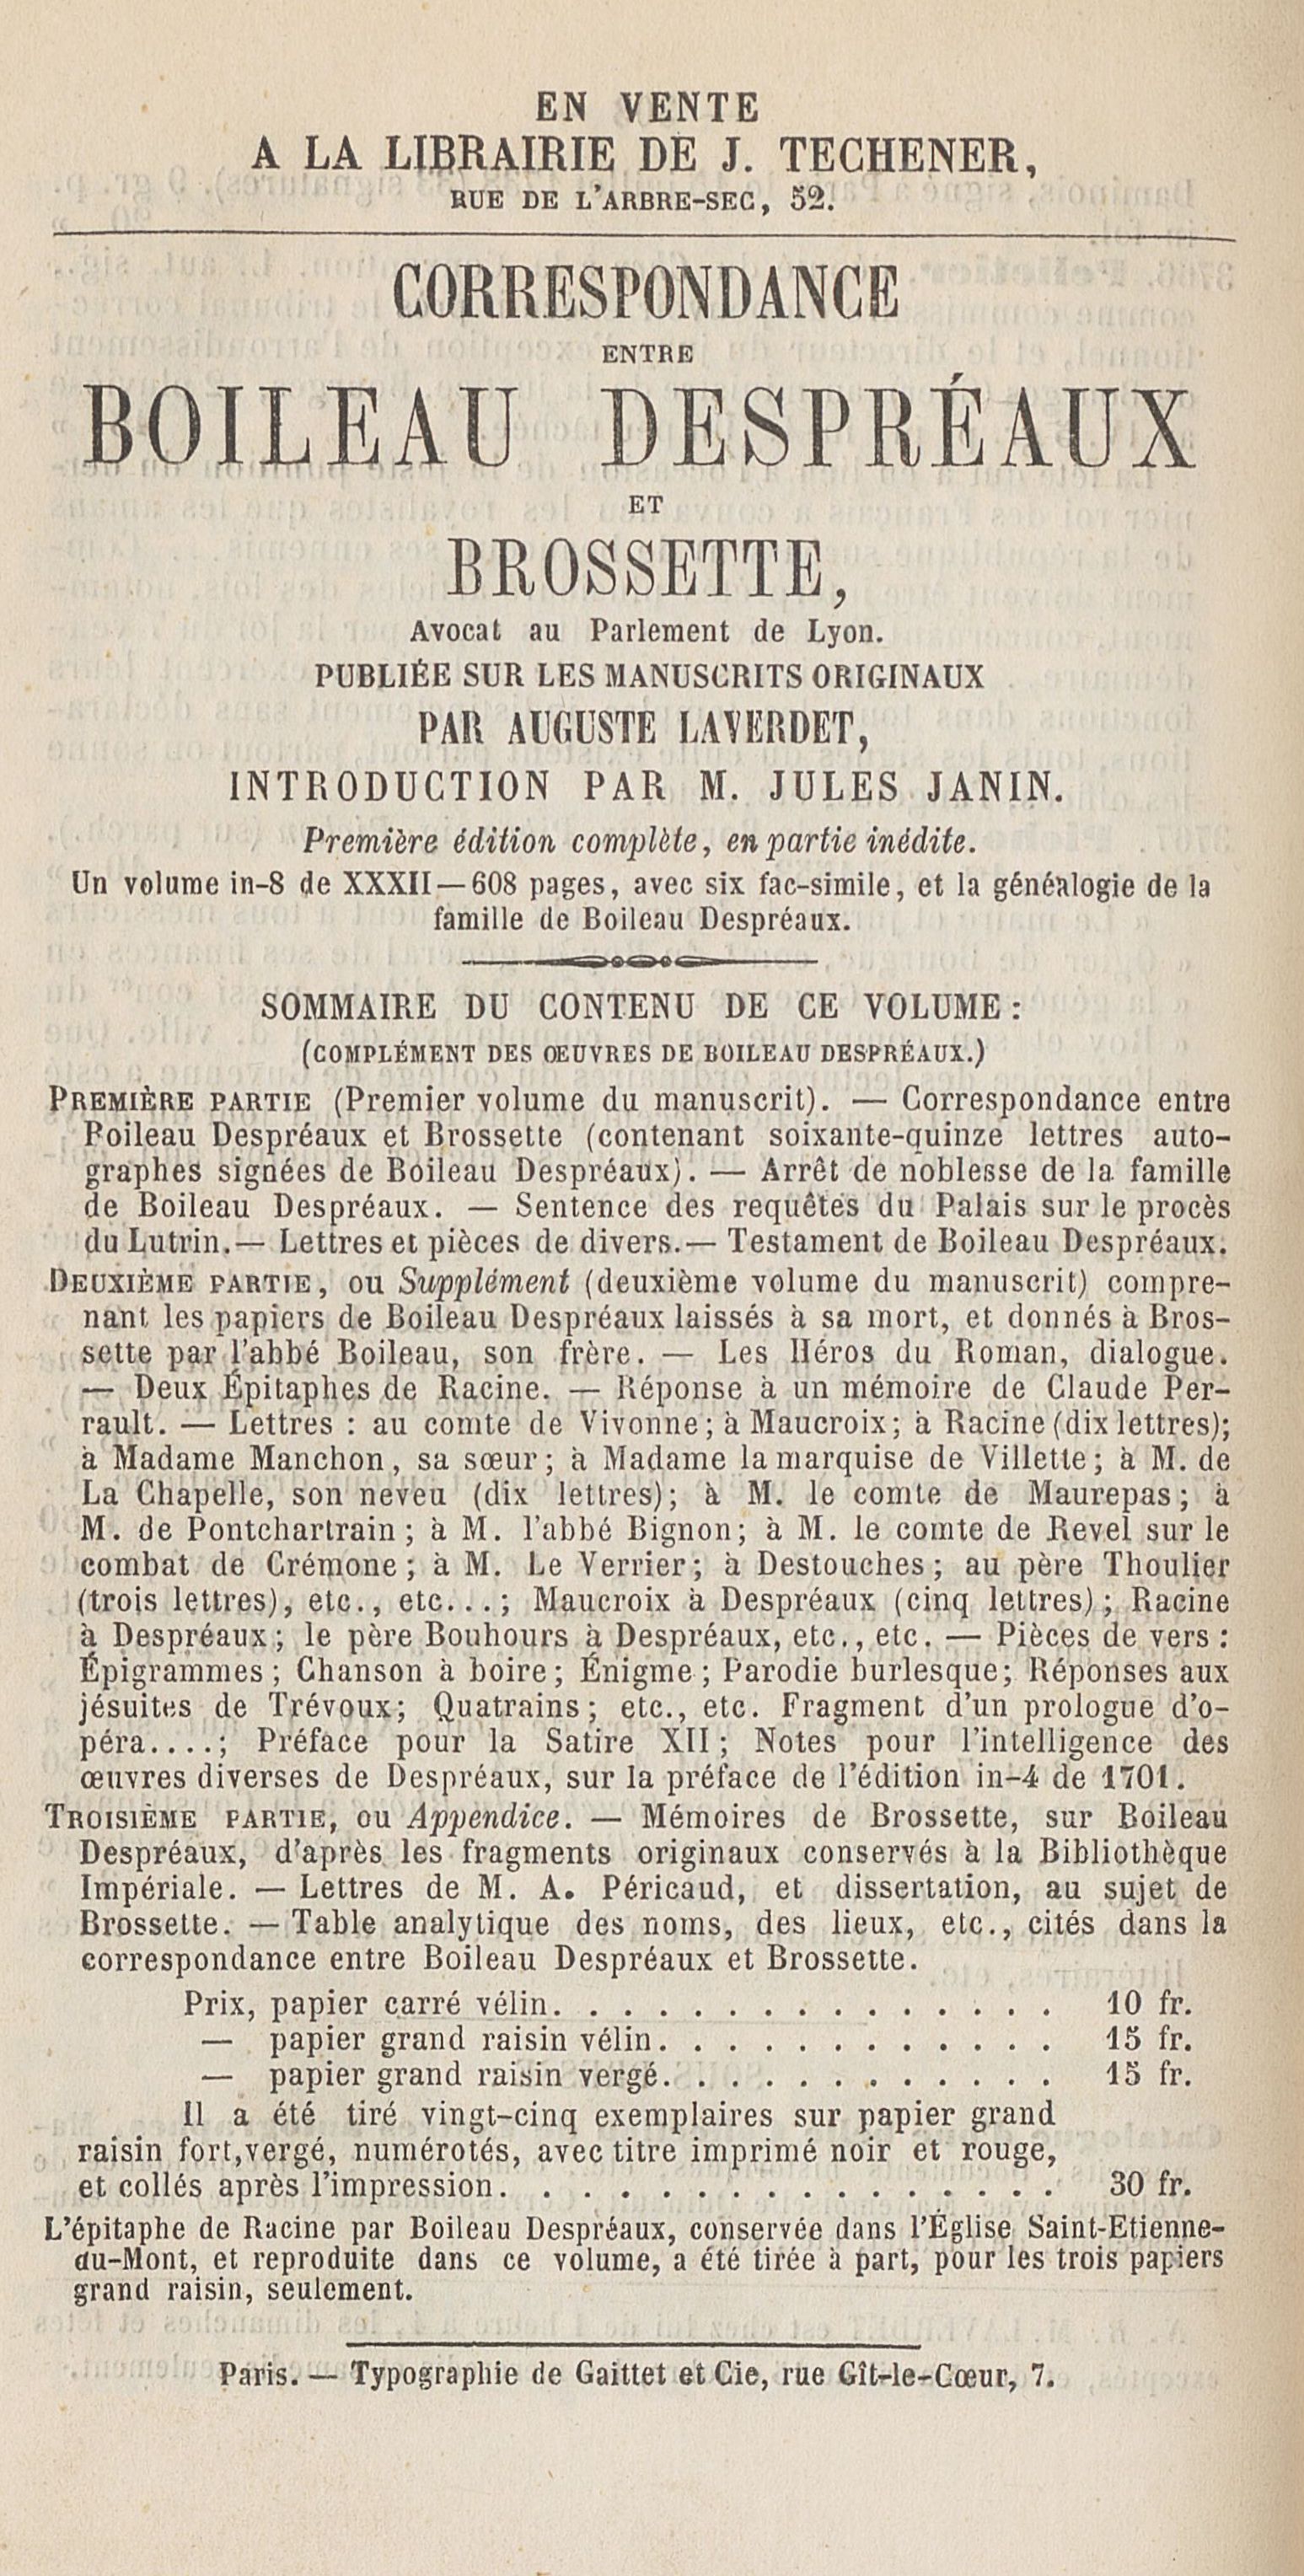 EN VENTE
A LA LIBRAIRIE DE J. TECHENER,
RUE DE L'ARBRE-SEC, 52.
CORRESPONDANCE
ENTRE
BOILEAU DESPRÉAUX
ET
BROSSETTE,
Avocat au Parlement de Lyon.
PUBLIÉE SUR LES MANUSCRITS ORIGINAUX
PAR AUGUSTE LAVERDET,
INTRODUCTION PAR M. JULES JANIN.
Première édition complète, en partie inédite.
Un volume in-8 de XXXII—608 pages, avec six fac-simile, et la généalogie de la
famille de Boileau Despréaux.
SOMMAIRE DU CONTENU DE CE VOLUME :
(COMPLÉMENT DES ŒUVRES DE BOILEAU DESPRÉAUX.)
PREMIÈRE PARTIE (Premier volume du manuscrit). — Correspondance entre
Boileau Despréaux et Brossette (contenant soixante-quinze lettres auto-
graphes signées de Boileau Despréaux). — Arrêt de noblesse de la famille
de Boileau Despréaux. — Sentence des requêtes du Palais sur le procès
du Lutrin. — Lettres et pièces de divers. — Testament de Boileau Despréaux.
DEUXIÈME PARTIE, ou Supplément (deuxième volume du manuscrit) compre-
nant les papiers de Boileau Despréaux laissés à sa mort, et donnés à Bros-
sette par l'abbé Boileau, son frère. — Les Héros du Roman, dialogue.
— Deux Épitaphes de Racine. — Réponse à un mémoire de Claude Per-
rault. — Lettres : au comte de Vivonne; à Maucroix; à Racine (dix lettres);
à Madame Manchon, sa sœur; à Madame la marquise de Villette; à M. de
La Chapelle, son neveu (dix lettres); à M. le comte de Maurepas; à
M. de Pontchartrain; à M. l'abbé Bignon; à M. le comte de Revel sur le
combat de Crémone; à M. Le Verrier; à Destouches; au père Thoulier
(trois lettres), etc., etc...; Maucroix à Despréaux (cinq lettres); Racine
à Despréaux; le père Bouhours à Despréaux, etc., etc. — Pièces de vers :
Épigrammes; Chanson à boire; Énigme; Parodie burlesque; Réponses aux
jésuites de Trévoux; Quatrains; etc., etc. Fragment d'un prologue d'o-
péra....; Préface pour la Satire XII; Notes pour l'intelligence des
œuvres diverses de Despréaux, sur la préface de l'édition in-4 de 1701.
TROISIÈME PARTIE, ou Appendice. — Mémoires de Brossette, sur Boileau
Despréaux, d'après les fragments originaux conservés à la Bibliothèque
Impériale. — Lettres de M. A. Péricaud, et dissertation, au sujet de
Brossette. — Table analytique des noms, des lieux, etc., cités dans la
correspondance entre Boileau Despréaux et Brossette.
Prix, papier carré vélin. . . . . . . . . . . . . . . 10 fr.
— papier grand raisin vélin. . . . . . . . . . . . 15 fr.
— papier grand raisin vergé. . . . . . . . . . . . 15 fr.
Il a été tiré vingt-cinq exemplaires sur papier grand
raisin fort, vergé, numérotés, avec titre imprimé noir et rouge,
et collés après l'impression. . . . . . . . . . . . . . . . 30 fr.
L'épitaphe de Racine par Boileau Despréaux, conservée dans l'Église Saint-Etienne-
du-Mont, et reproduite dans ce volume, a été tirée à part, pour les trois papiers
grand raisin, seulement.
Paris. — Typographie de Gaittet et Cie, rue Gît-le-Cœur, 7.